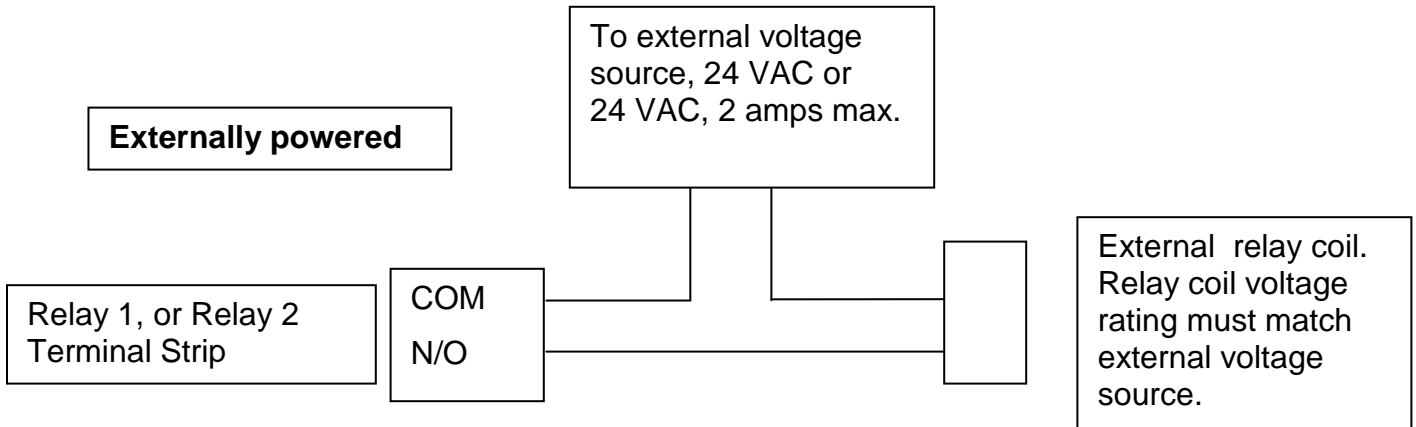 To external voltage
source, 24 VAC or
24 VAC, 2 amps max.
Externally powered
Relay 1, or Relay 2
Terminal Strip
COM
N/O
External relay coil.
Relay coil voltage
rating must match
external voltage
source.